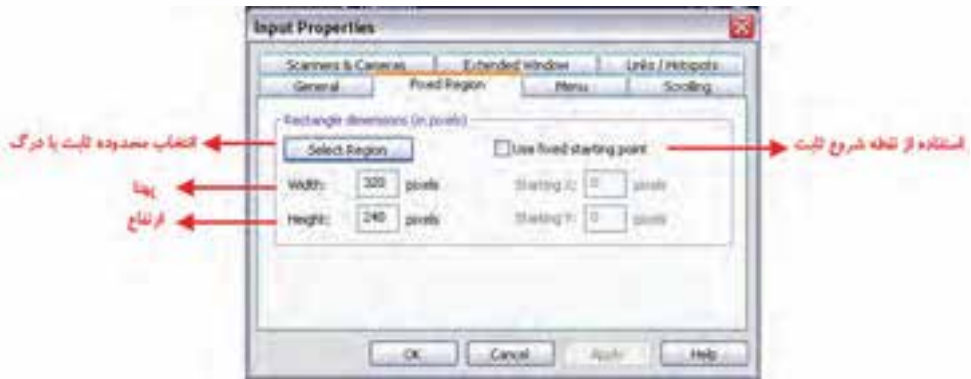 Input Properties
Scanners & Cameras Extended Window Links / Hotspots
General Fixed Region Menu Scrolling
Rectangle dimensions (in pixels)
Select Region Use fixed starting point
Width: 320 pixels Starting X: 0 pixels
Height: 240 pixels Starting Y: 0 pixels
OK Cancel Apply Help
انتخاب محدوده ثابت با درگ
پهنا
ارتفاع
استفاده از نقطه شروع ثابت